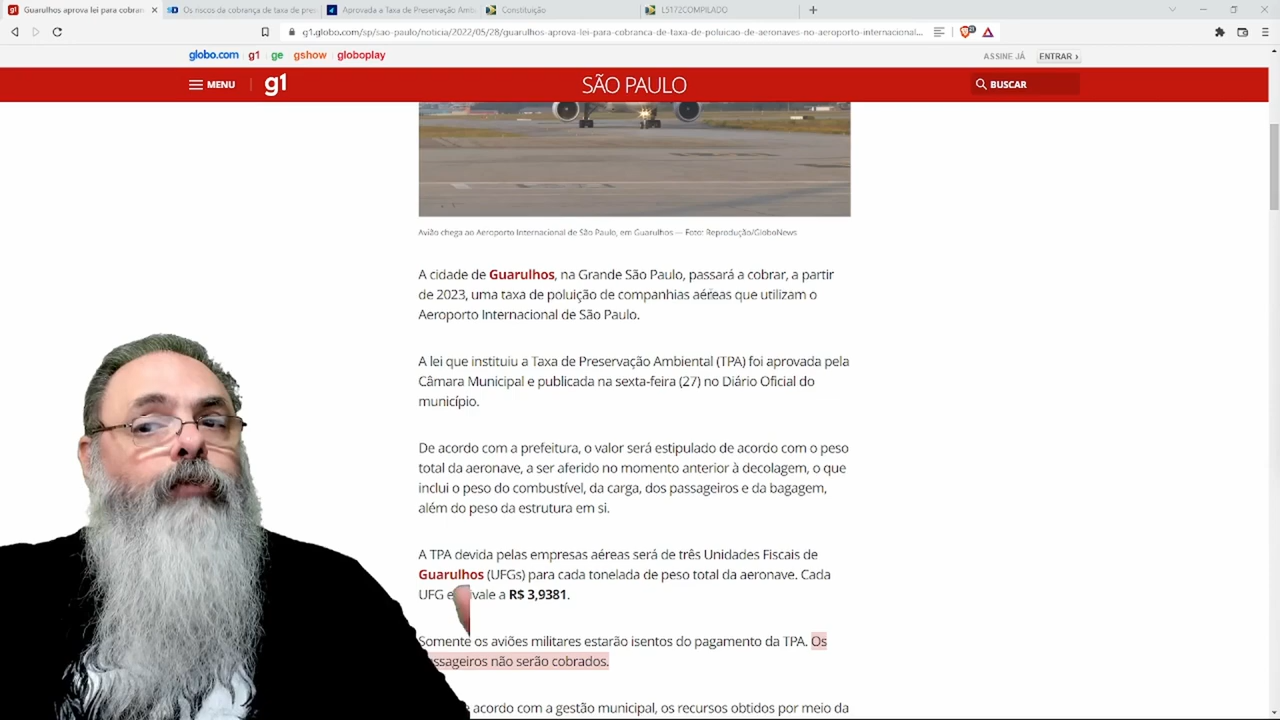 Guarulhos aprova lei para cobran
Os riscos da cobrança de taxa de pres
Aprovada a Taxa de Preservação Amb
Constituição
L5172COMPILADO
g1.globo.com/sp/sao-paulo/noticia/2022/05/28/guarulhos-aprova-lei-para-cobranca-de-taxa-de-poluicao-de-aeronaves-no-aeroporto-internacional...
globo.com g1 ge gshow globoplay
ASSINE JÁ ENTRAR ›
MENU g1 SÃO PAULO BUSCAR
Avião chega ao Aeroporto Internacional de São Paulo, em Guarulhos — Foto: Reprodução/GloboNews
A cidade de Guarulhos, na Grande São Paulo, passará a cobrar, a partir
de 2023, uma taxa de poluição de companhias aéreas que utilizam o
Aeroporto Internacional de São Paulo.
A lei que instituiu a Taxa de Preservação Ambiental (TPA) foi aprovada pela
Câmara Municipal e publicada na sexta-feira (27) no Diário Oficial do
município.
De acordo com a prefeitura, o valor será estipulado de acordo com o peso
total da aeronave, a ser aferido no momento anterior à decolagem, o que
inclui o peso do combustível, da carga, dos passageiros e da bagagem,
além do peso da estrutura em si.
A TPA devida pelas empresas aéreas será de três Unidades Fiscais de
Guarulhos (UFGs) para cada tonelada de peso total da aeronave. Cada
UFG e ivale a R$ 3,9381.
Somente os aviões militares estarão isentos do pagamento da TPA. Os
assageiros não serão cobrados.
e acordo com a gestão municipal, os recursos obtidos por meio da